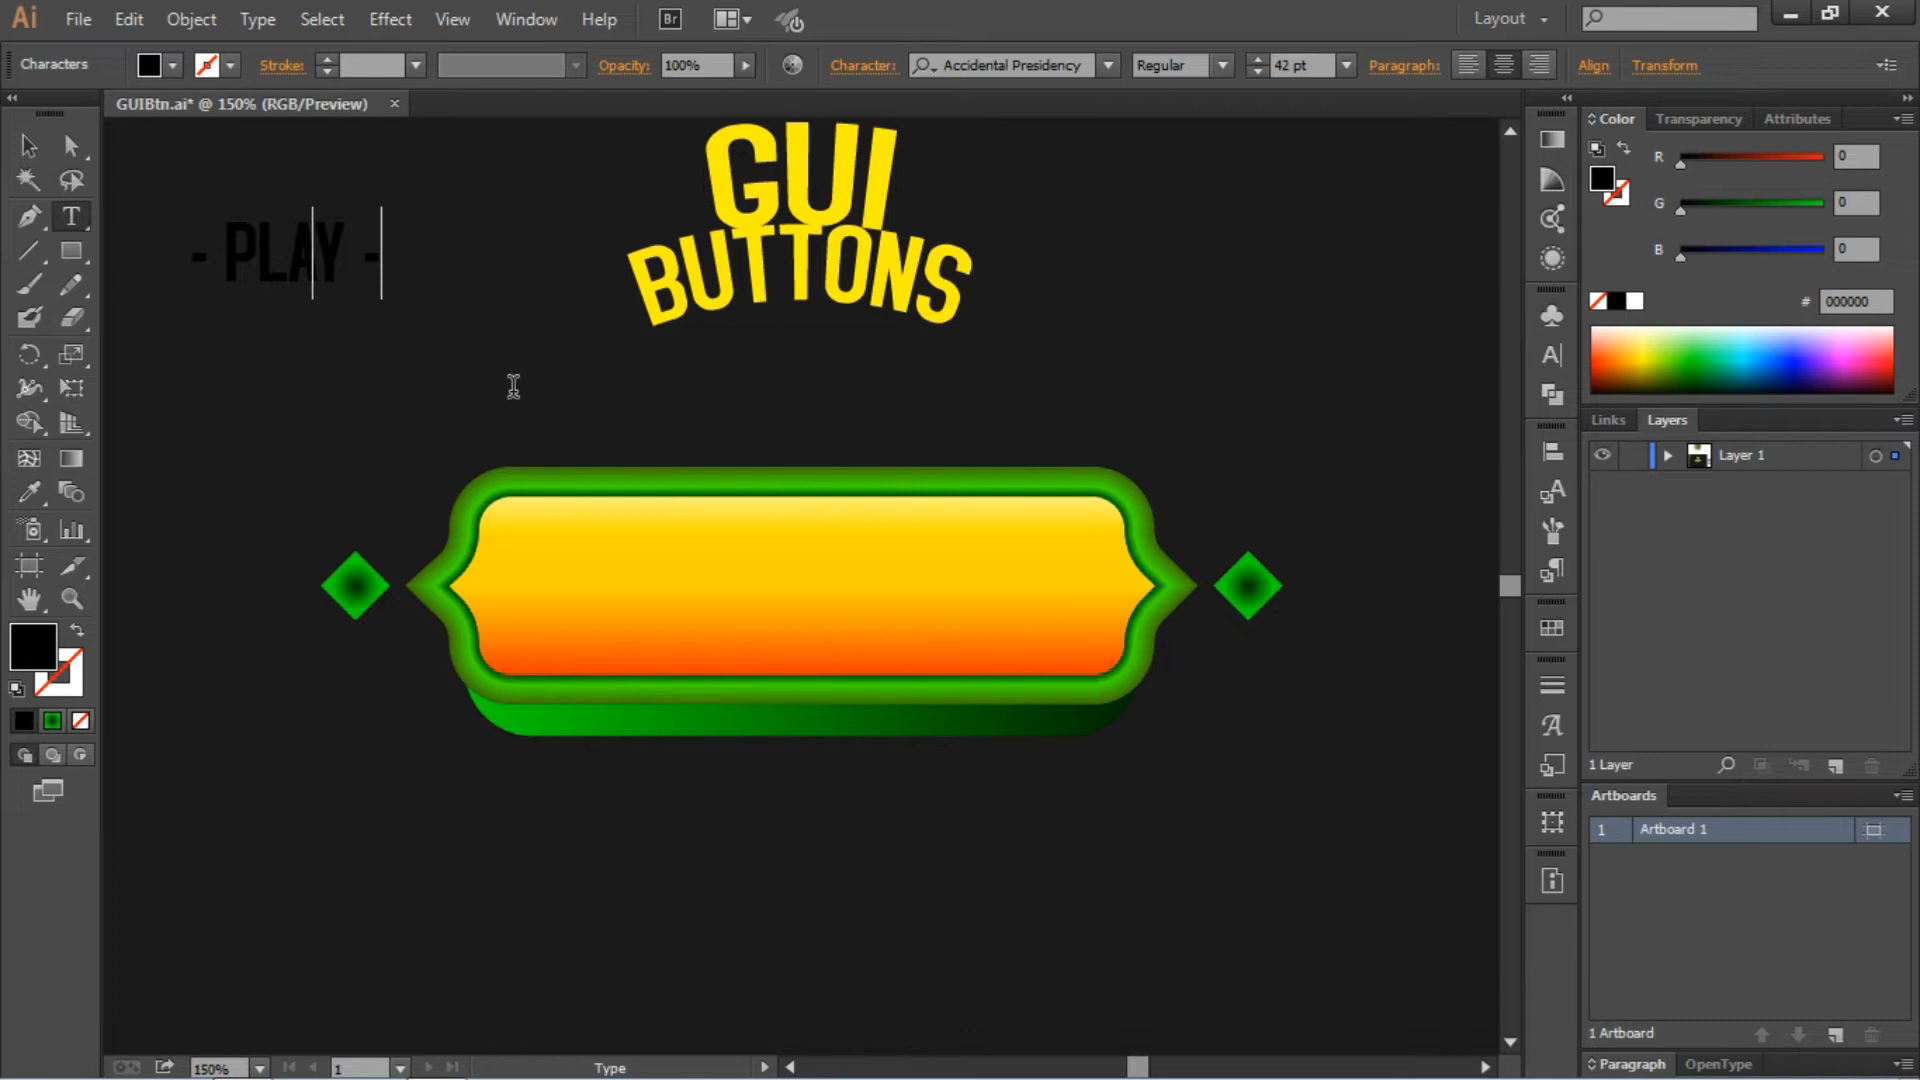 Ai File Edit Object Type Select Effect View Window Help Br Layout
Characters Stroke: Opacity: 100% Character: Accidental Presidency Regular 42 pt Paragraph: Align Transform
GUIBtn.ai* @ 150% (RGB/Preview) ×
- PLAY -
GUI
BUTTONS
Color Transparency Attributes
R 0
G 0
B 0
# 000000
Links Layers
Layer 1
1 Layer
Artboards
1 Artboard 1
1 Artboard
Paragraph OpenType
150% 1 Type